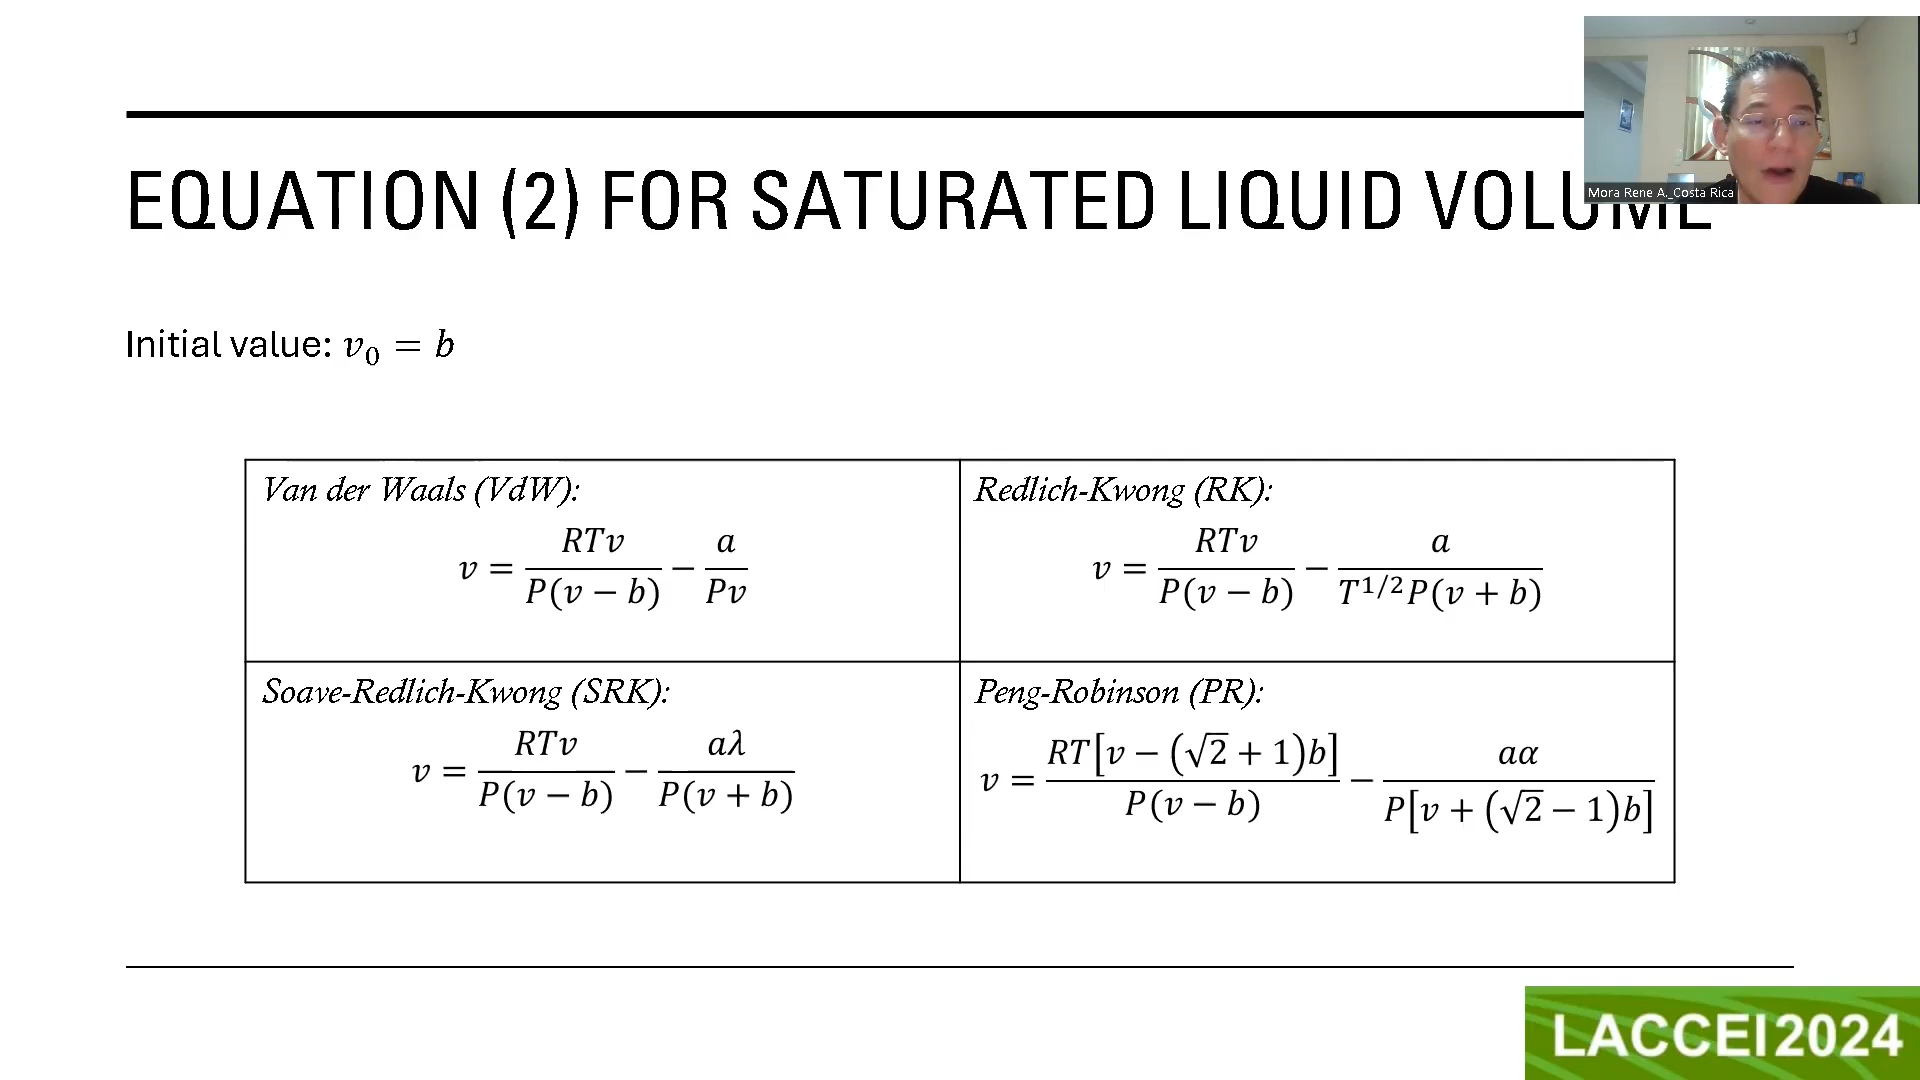 EQUATION (2) FOR SATURATED LIQUID VOLUME
Mora Rene A._Costa Rica
Initial value: v₀ = b
Van der Waals (VdW):
v = RTv / P(v − b) − a / Pv
Redlich-Kwong (RK):
v = RTv / P(v − b) − a / T^1/2 P(v + b)
Soave-Redlich-Kwong (SRK):
v = RTv / P(v − b) − aλ / P(v + b)
Peng-Robinson (PR):
v = RT[v − (√2 + 1)b] / P(v − b) − aα / P[v + (√2 − 1)b]
LACCEI2024